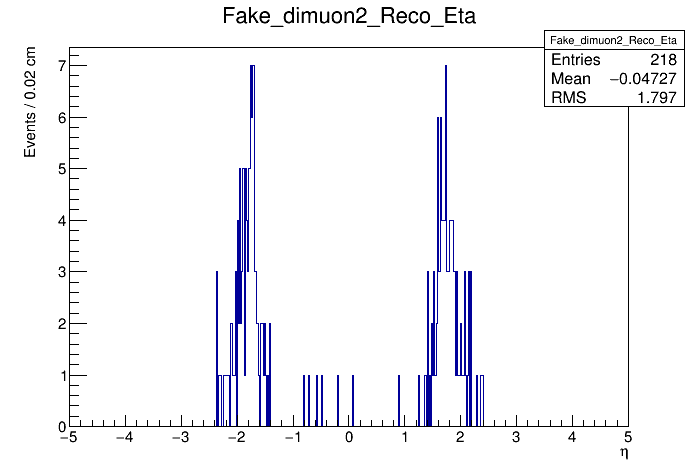 Fake_dimuon2_Reco_Eta
Fake_dimuon2_Reco_Eta
Entries 218
Mean −0.04727
RMS 1.797
Events / 0.02 cm
7
6
5
4
3
2
1
0
−5 −4 −3 −2 −1 0 1 2 3 4 5
η